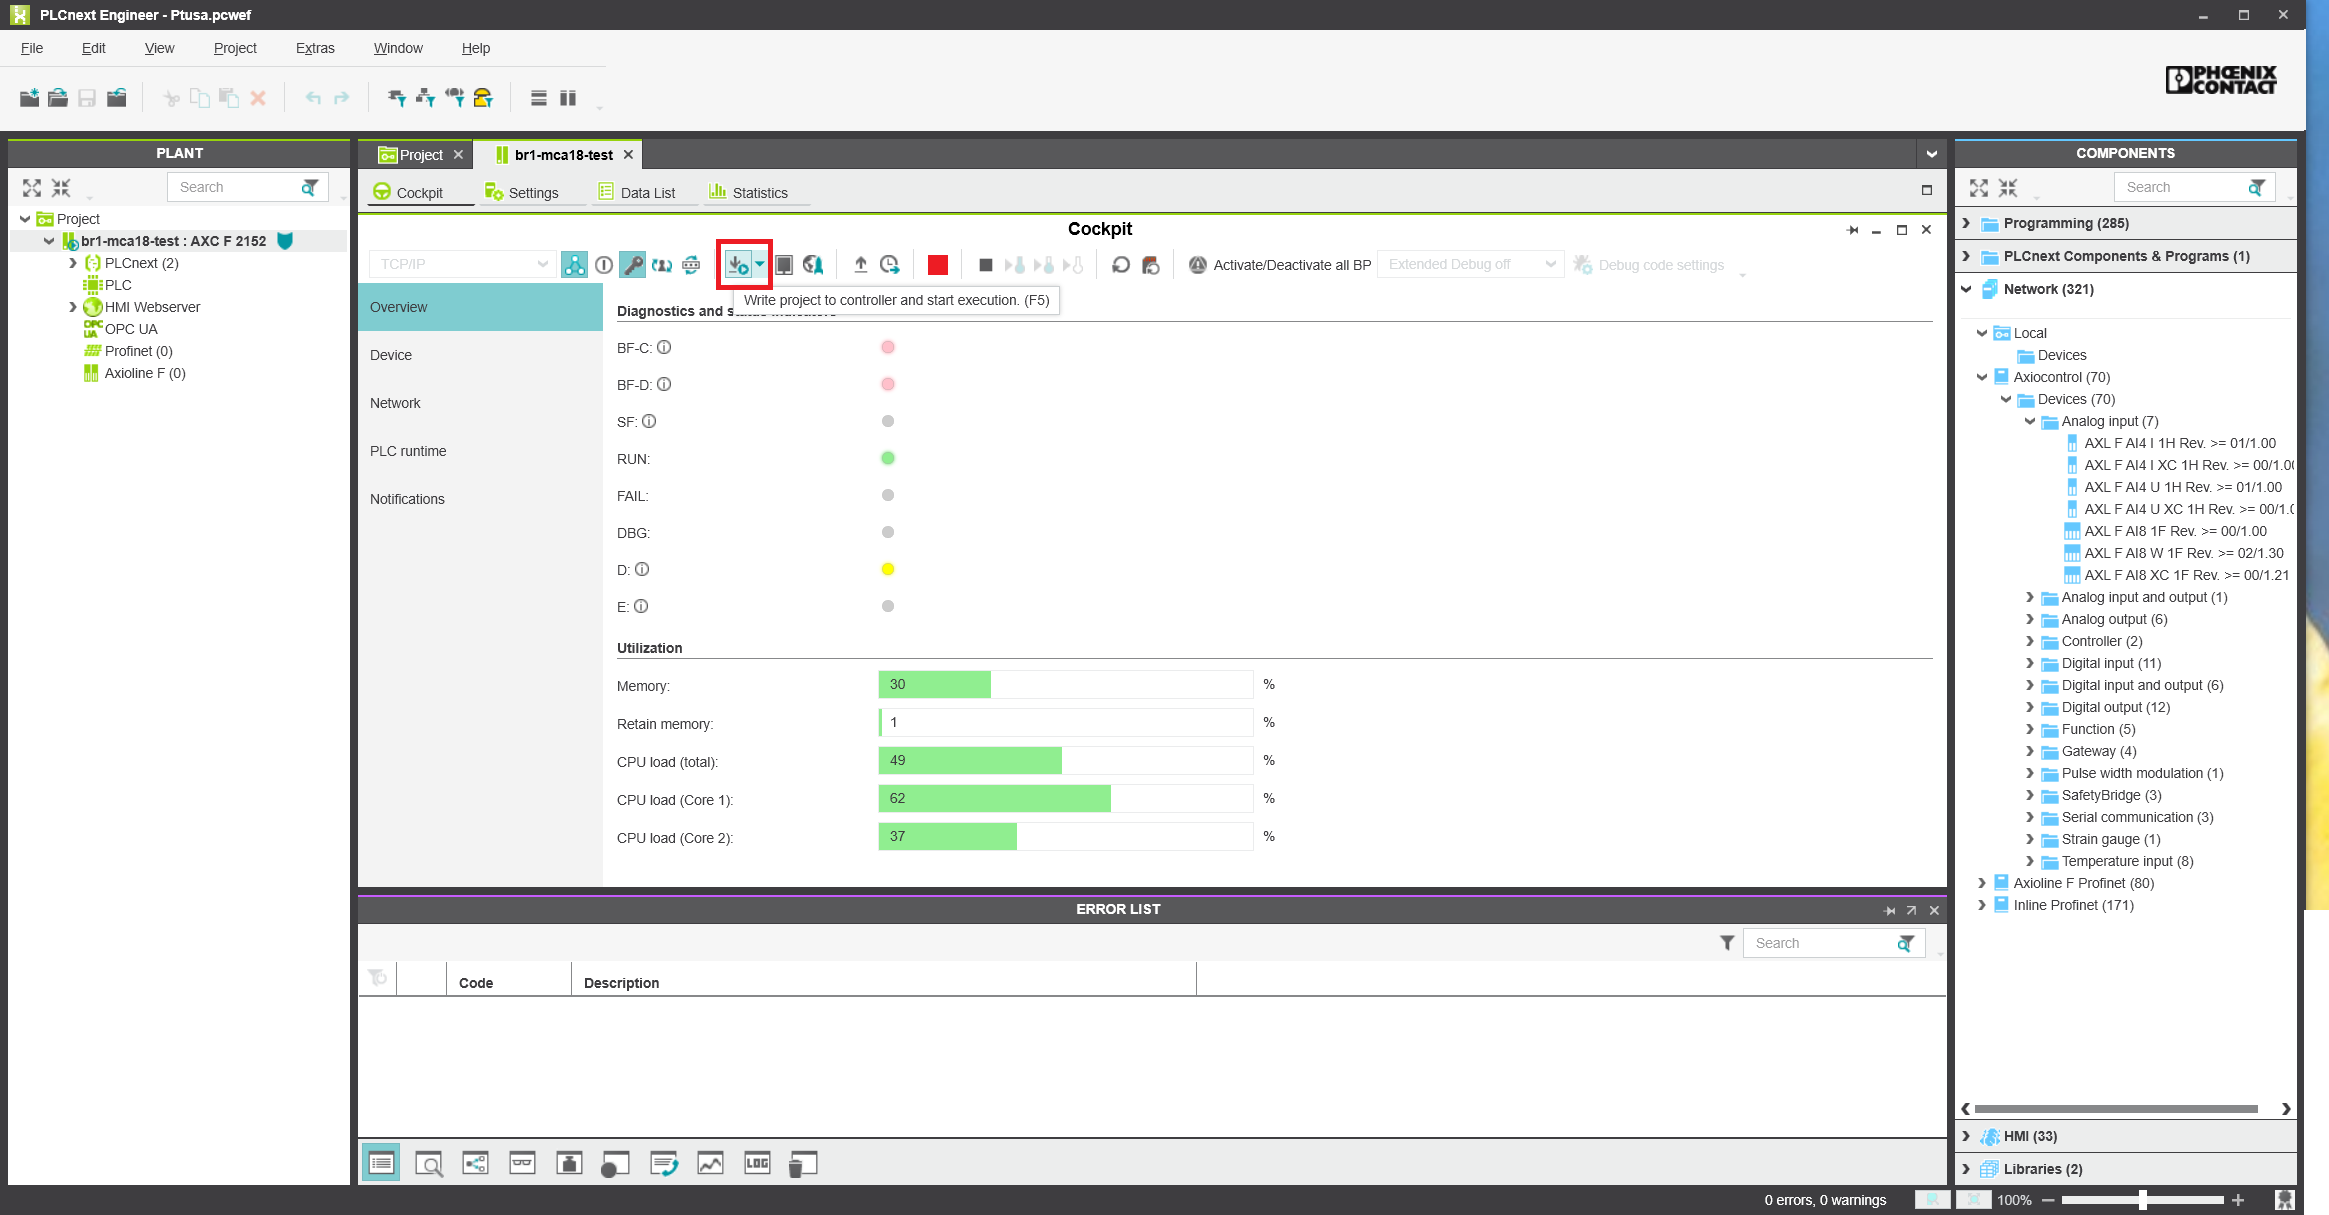 PLCnext Engineer - Ptusa.pcwef
File Edit View Project Extras Window Help
PHŒNIX
CONTACT
PLANT
Search
Project
br1-mca18-test : AXC F 2152
PLCnext (2)
PLC
HMI Webserver
OPC UA
OPC UA
Profinet (0)
Axioline F (0)
Project
br1-mca18-test
Cockpit Settings Data List Statistics
Cockpit
TCP/IP
Activate/Deactivate all BP Extended Debug off Debug code settings
Write project to controller and start execution. (F5)
Overview
Device
Network
PLC runtime
Notifications
Diagnostics and status indicators
BF-C:
BF-D:
SF:
RUN:
FAIL:
DBG:
D:
E:
Utilization
Memory: 30 %
Retain memory: 1 %
CPU load (total): 49 %
CPU load (Core 1): 62 %
CPU load (Core 2): 37 %
ERROR LIST
Search
Code Description
LOG
COMPONENTS
Search
Programming (285)
PLCnext Components & Programs (1)
Network (321)
Local
Devices
Axiocontrol (70)
Devices (70)
Analog input (7)
AXL F AI4 I 1H Rev. >= 01/1.00
AXL F AI4 I XC 1H Rev. >= 00/1.00
AXL F AI4 U 1H Rev. >= 01/1.00
AXL F AI4 U XC 1H Rev. >= 00/1.0
AXL F AI8 1F Rev. >= 00/1.00
AXL F AI8 W 1F Rev. >= 02/1.30
AXL F AI8 XC 1F Rev. >= 00/1.21
Analog input and output (1)
Analog output (6)
Controller (2)
Digital input (11)
Digital input and output (6)
Digital output (12)
Function (5)
Gateway (4)
Pulse width modulation (1)
SafetyBridge (3)
Serial communication (3)
Strain gauge (1)
Temperature input (8)
Axioline F Profinet (80)
Inline Profinet (171)
HMI (33)
Libraries (2)
0 errors, 0 warnings 100%